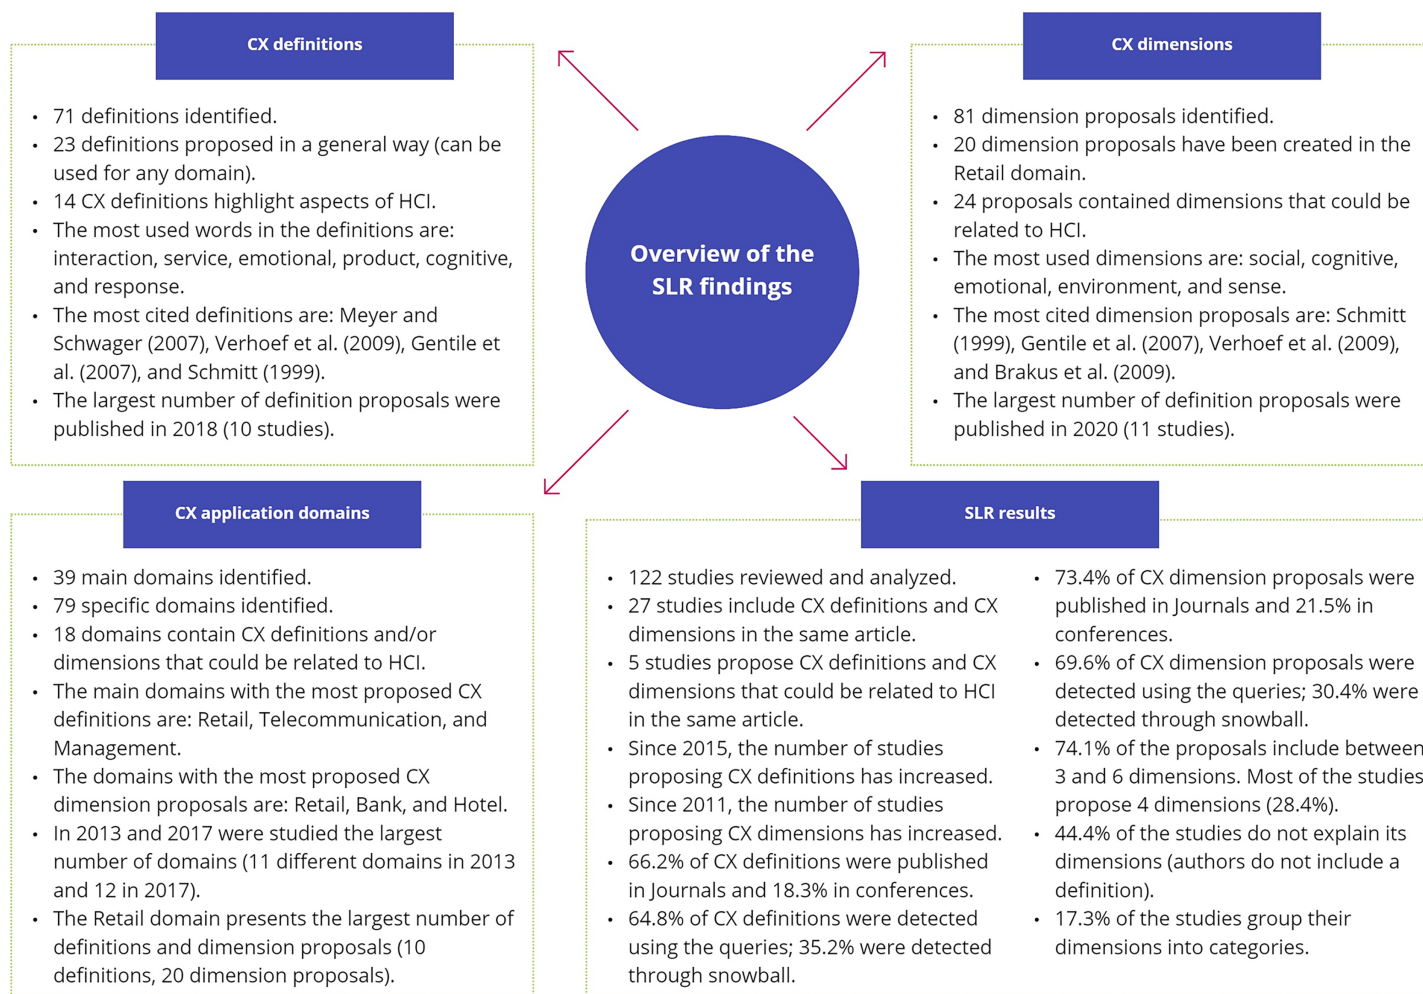 CX definitions
• 71 definitions identified.
• 23 definitions proposed in a general way (can be
used for any domain).
• 14 CX definitions highlight aspects of HCI.
• The most used words in the definitions are:
interaction, service, emotional, product, cognitive,
and response.
• The most cited definitions are: Meyer and
Schwager (2007), Verhoef et al. (2009), Gentile et
al. (2007), and Schmitt (1999).
• The largest number of definition proposals were
published in 2018 (10 studies).
Overview of the
SLR findings
CX dimensions
• 81 dimension proposals identified.
• 20 dimension proposals have been created in the
Retail domain.
• 24 proposals contained dimensions that could be
related to HCI.
• The most used dimensions are: social, cognitive,
emotional, environment, and sense.
• The most cited dimension proposals are: Schmitt
(1999), Gentile et al. (2007), Verhoef et al. (2009),
and Brakus et al. (2009).
• The largest number of definition proposals were
published in 2020 (11 studies).
CX application domains
• 39 main domains identified.
• 79 specific domains identified.
• 18 domains contain CX definitions and/or
dimensions that could be related to HCI.
• The main domains with the most proposed CX
definitions are: Retail, Telecommunication, and
Management.
• The domains with the most proposed CX
dimension proposals are: Retail, Bank, and Hotel.
• In 2013 and 2017 were studied the largest
number of domains (11 different domains in 2013
and 12 in 2017).
• The Retail domain presents the largest number of
definitions and dimension proposals (10
definitions, 20 dimension proposals).
SLR results
• 122 studies reviewed and analyzed.
• 27 studies include CX definitions and CX
dimensions in the same article.
• 5 studies propose CX definitions and CX
dimensions that could be related to HCI
in the same article.
• Since 2015, the number of studies
proposing CX definitions has increased.
• Since 2011, the number of studies
proposing CX dimensions has increased.
• 66.2% of CX definitions were published
in Journals and 18.3% in conferences.
• 64.8% of CX definitions were detected
using the queries; 35.2% were detected
through snowball.
• 73.4% of CX dimension proposals were
published in Journals and 21.5% in
conferences.
• 69.6% of CX dimension proposals were
detected using the queries; 30.4% were
detected through snowball.
• 74.1% of the proposals include between
3 and 6 dimensions. Most of the studies
propose 4 dimensions (28.4%).
• 44.4% of the studies do not explain its
dimensions (authors do not include a
definition).
• 17.3% of the studies group their
dimensions into categories.